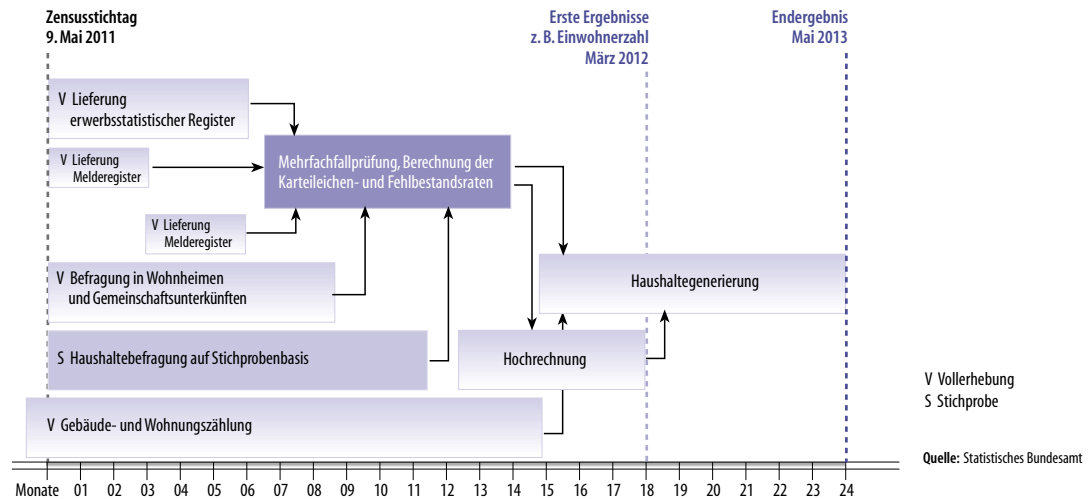 Zensusstichtag
9. Mai 2011
Erste Ergebnisse
z. B. Einwohnerzahl
März 2012
Endergebnis
Mai 2013
V Lieferung
erwerbsstatistischer Register
V Lieferung
Melderegister
Mehrfachfallprüfung, Berechnung der
Karteileichen- und Fehlbestandsraten
V Lieferung
Melderegister
V Befragung in Wohnheimen
und Gemeinschaftsunterkünften
Haushaltegenerierung
S Haushaltebefragung auf Stichprobenbasis
Hochrechnung
V Gebäude- und Wohnungszählung
V Vollerhebung
S Stichprobe
Quelle: Statistisches Bundesamt
Monate 01 02 03 04 05 06 07 08 09 10 11 12 13 14 15 16 17 18 19 20 21 22 23 24